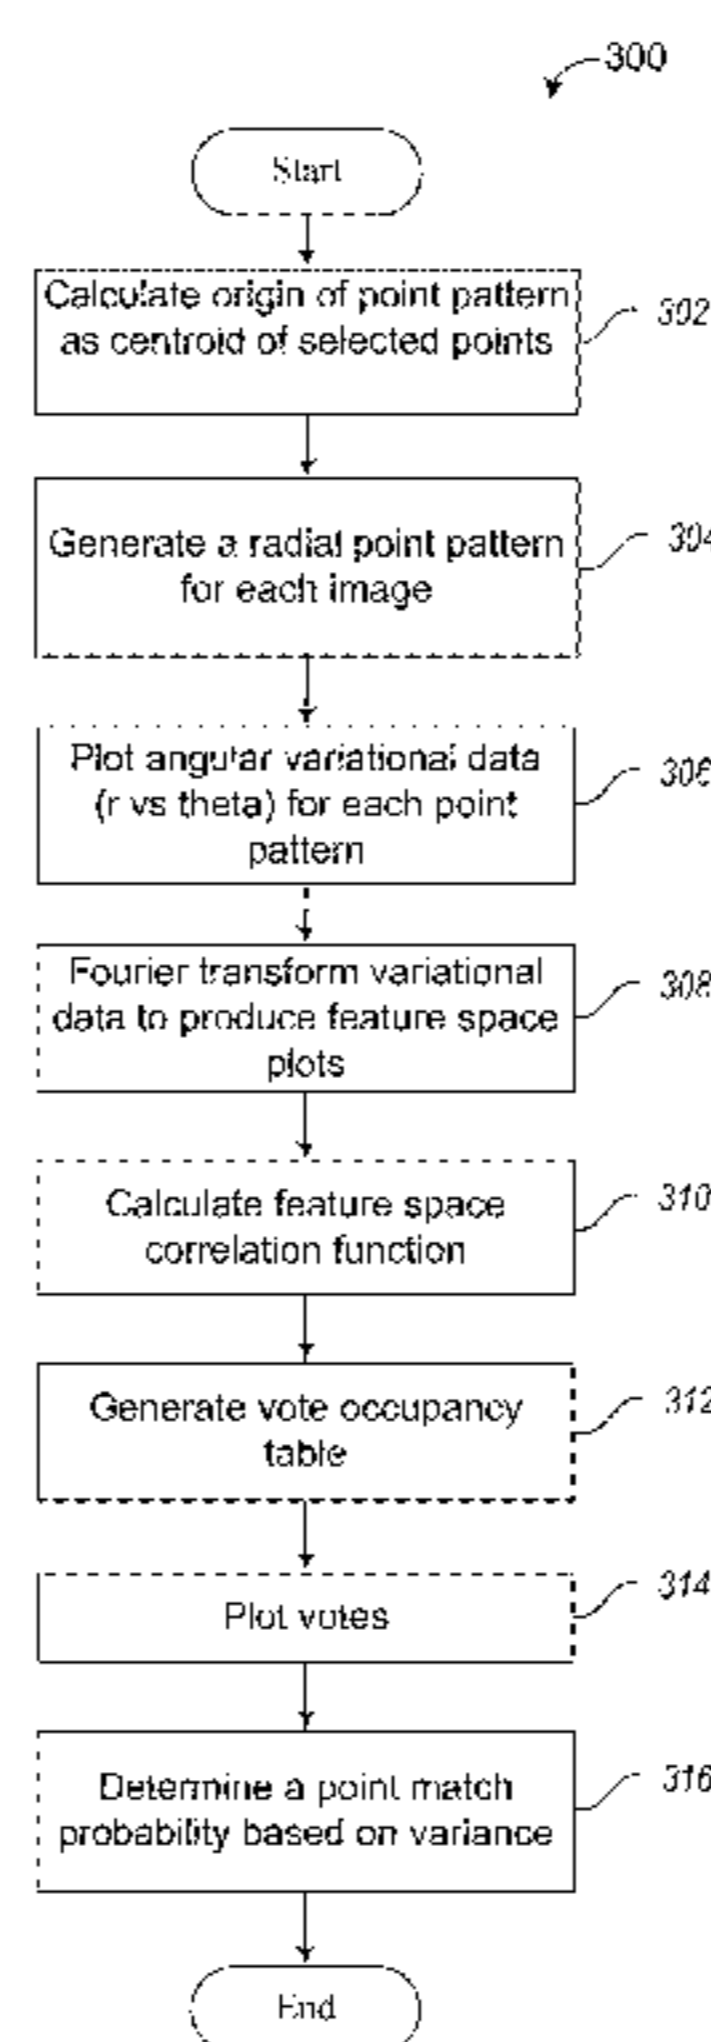 300
Start
Calculate origin of point pattern
as centroid of selected points
302
Generate a radial point pattern
for each image
304
Plot angular variational data
(r vs theta) for each point
pattern
306
Fourier transform variational
data to produce feature space
plots
308
Calculate feature space
correlation function
310
Generate vote occupancy
table
312
Plot votes
314
Determine a point match
probability based on variance
316
End